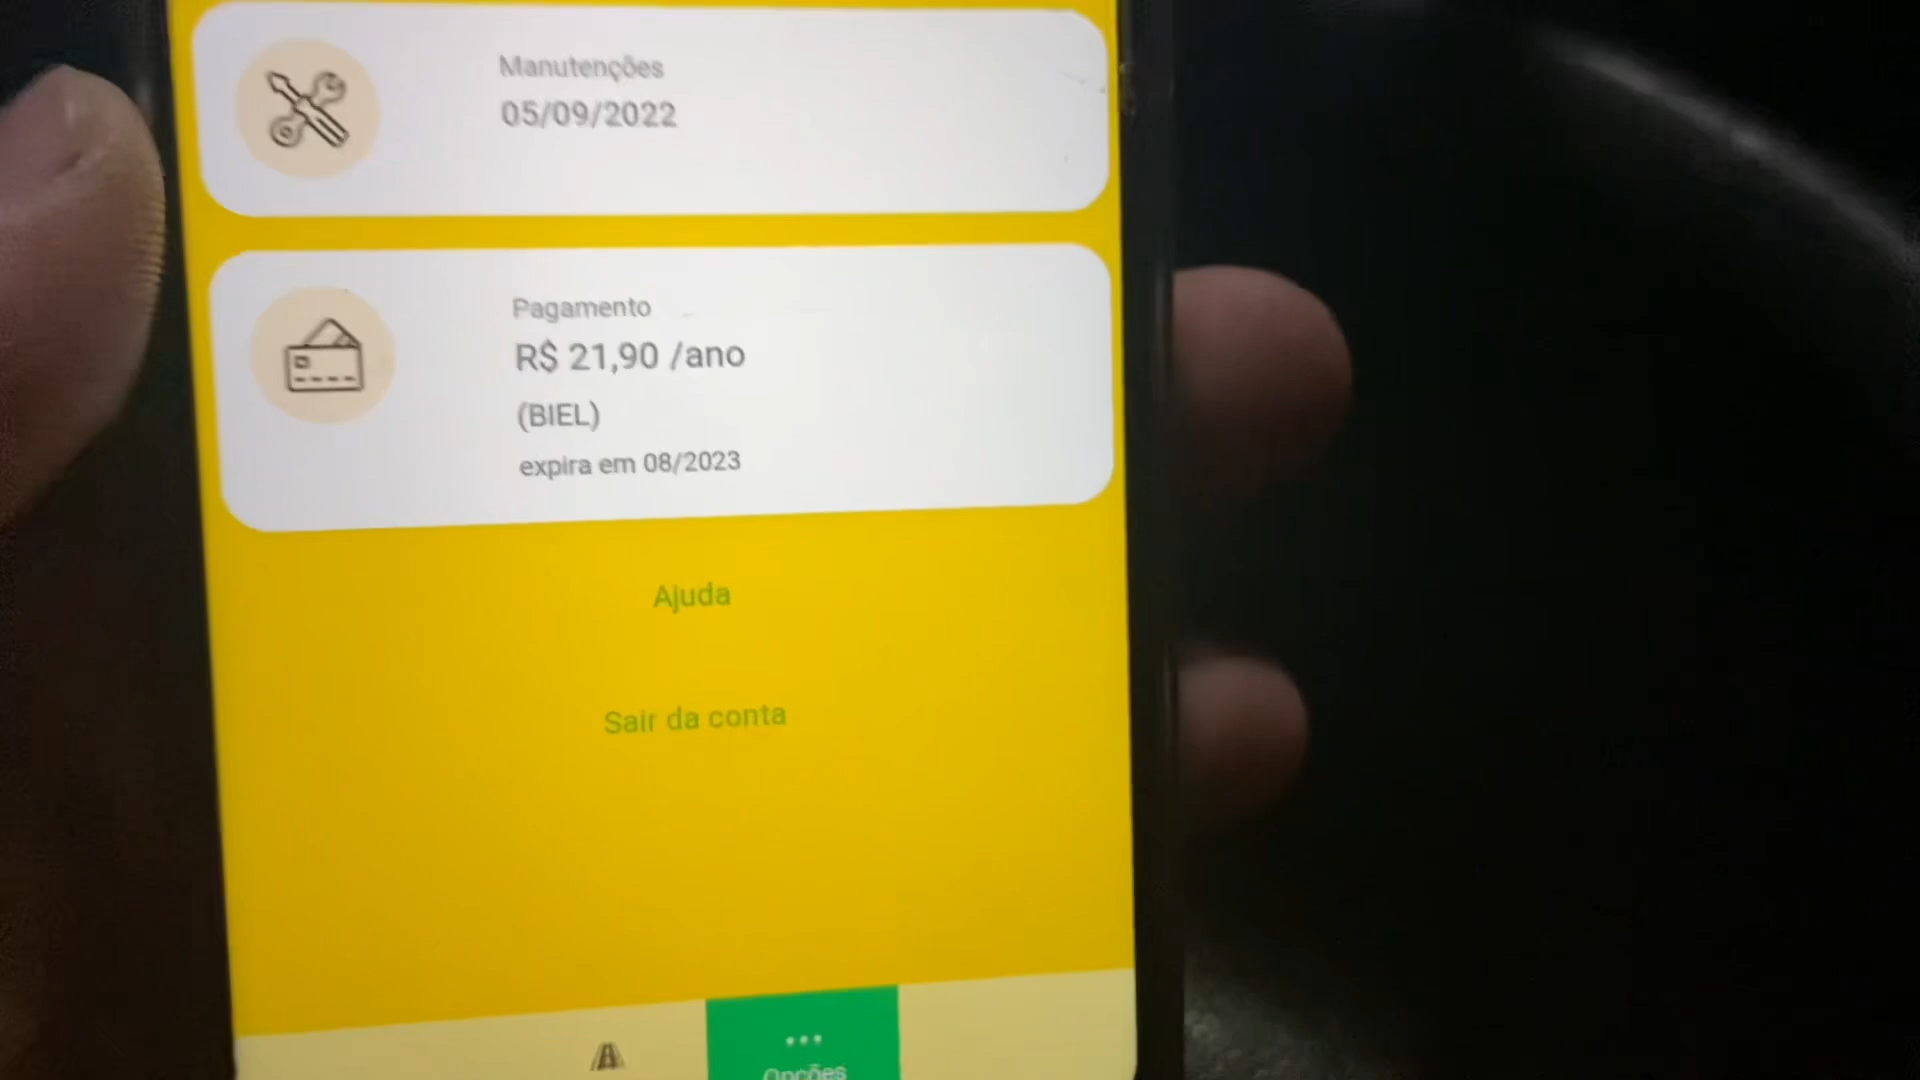 Manutenções
05/09/2022
Pagamento
R$ 21,90 /ano
(BIEL)
expira em 08/2023
Ajuda
Sair da conta
Opções